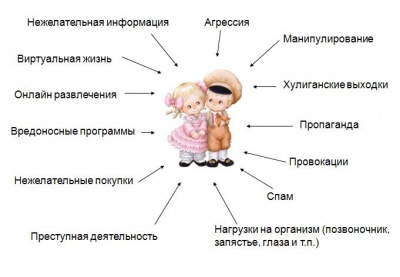 Нежелательная информация
Агрессия
Манипулирование
Виртуальная жизнь
Хулиганские выходки
Онлайн развлечения
Пропаганда
Вредоносные программы
Провокации
Нежелательные покупки
Спам
Преступная деятельность
Нагрузки на организм (позвоночник,
запястье, глаза и т.п.)